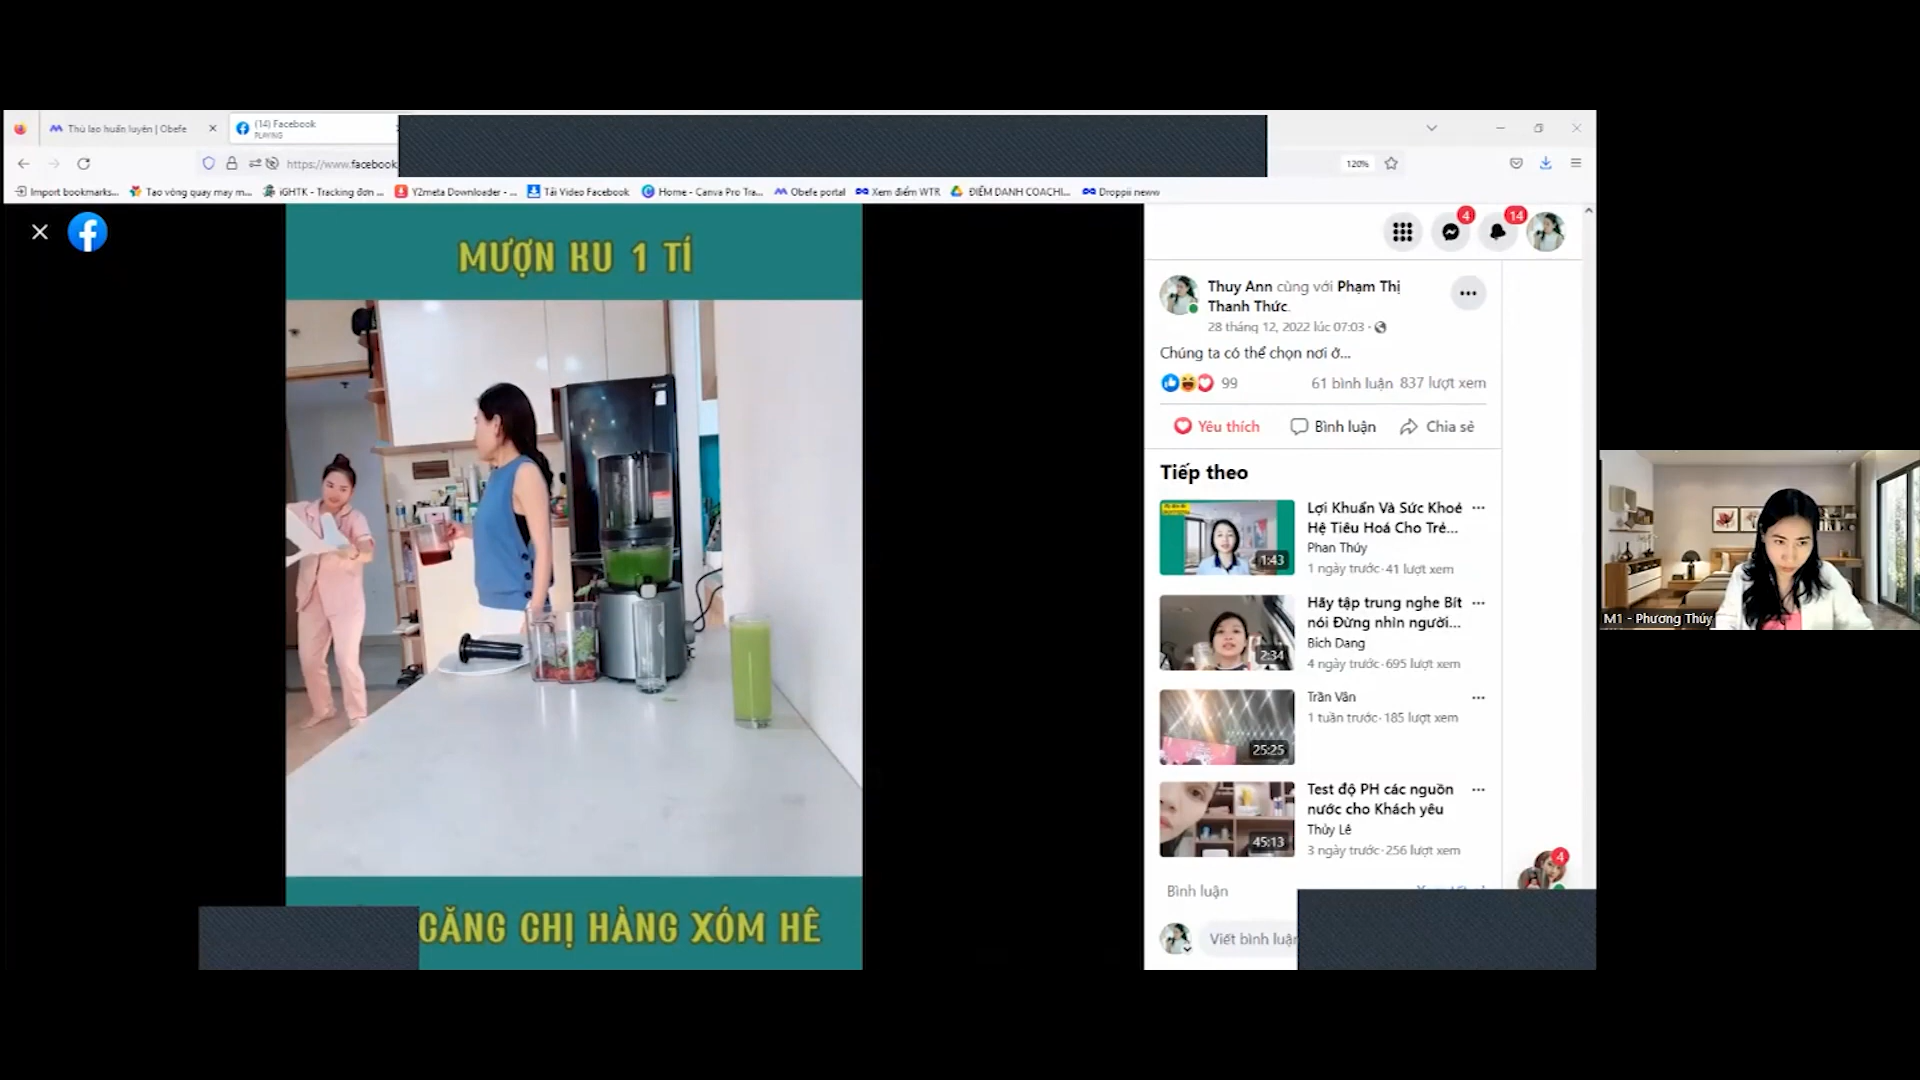 Thù lao huấn luyện | Obefe
(14) Facebook
PLAYING
https://www.facebook
120%
Import bookmarks...
Tạo vòng quay may m...
iGHTK - Tracking đơn ...
Y2meta Downloader - ...
Tải Video Facebook
Home - Canva Pro Tra...
Obefe portal
Xem điểm WTR
ĐIỂM DANH COACHI...
Droppii neww
MƯỢN KU 1 TÍ
4
14
Thuy Ann cùng với Phạm Thị
Thanh Thức.
28 tháng 12, 2022 lúc 07:03 ·
Chúng ta có thể chọn nơi ở...
99
61 bình luận 837 lượt xem
Yêu thích
Bình luận
Chia sẻ
Tiếp theo
Lợi Khuẩn Và Sức Khoẻ
Hệ Tiêu Hoá Cho Trẻ...
Phan Thúy
1 ngày trước · 41 lượt xem
1:43
Hãy tập trung nghe Bít
nói Đừng nhìn người...
Bich Dang
4 ngày trước · 695 lượt xem
2:34
M1 - Phương Thúy
Trần Vân
1 tuần trước · 185 lượt xem
25:25
Test độ PH các nguồn
nước cho Khách yêu
Thủy Lê
3 ngày trước · 256 lượt xem
45:13
4
Bình luận
CĂNG CHỊ HÀNG XÓM HÊ
Viết bình luận